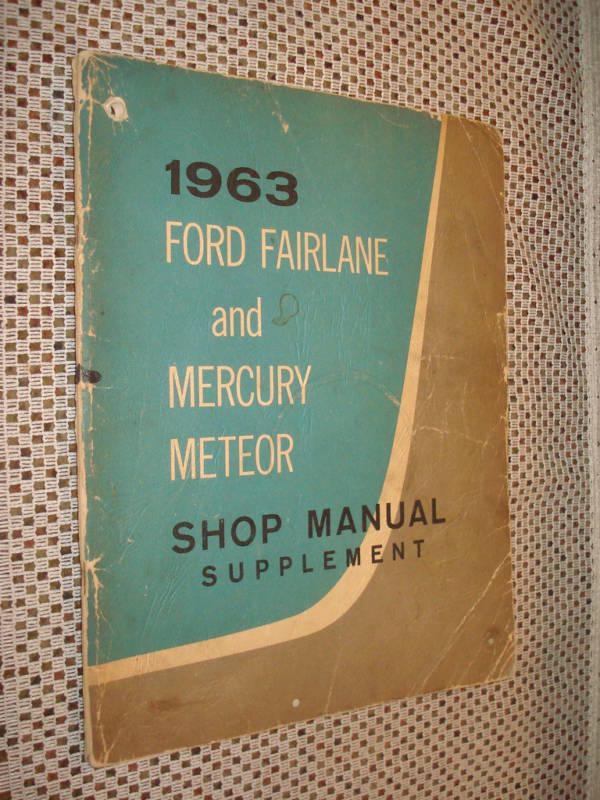 1963
FORD FAIRLANE
and
MERCURY
METEOR
SHOP MANUAL
SUPPLEMENT